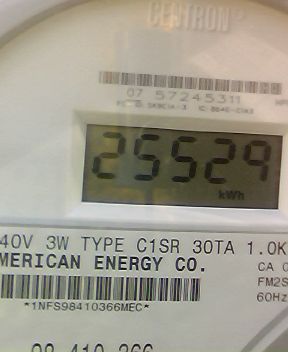 CENTRON
07 57245311
25529
kWh
40V 3W TYPE C1SR 30TA 1.0K
MERICAN ENERGY CO.
CA 0
FM2S
60Hz
*1NFS98410366MEC*
98 410 366